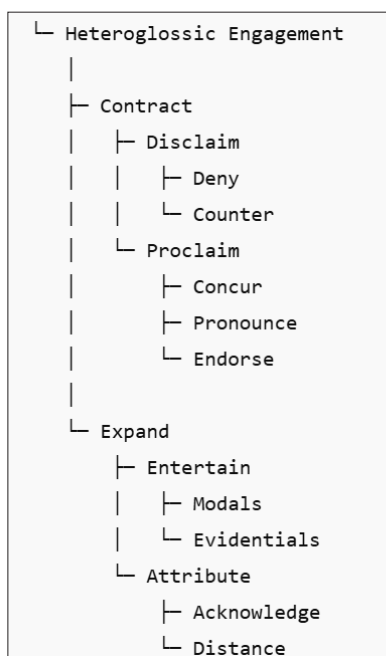 └─ Heteroglossic Engagement
│
├─ Contract
│ ├─ Disclaim
│ │ ├─ Deny
│ │ └─ Counter
│ └─ Proclaim
│ ├─ Concur
│ ├─ Pronounce
│ └─ Endorse
│
└─ Expand
├─ Entertain
│ ├─ Modals
│ └─ Evidentials
└─ Attribute
├─ Acknowledge
└─ Distance